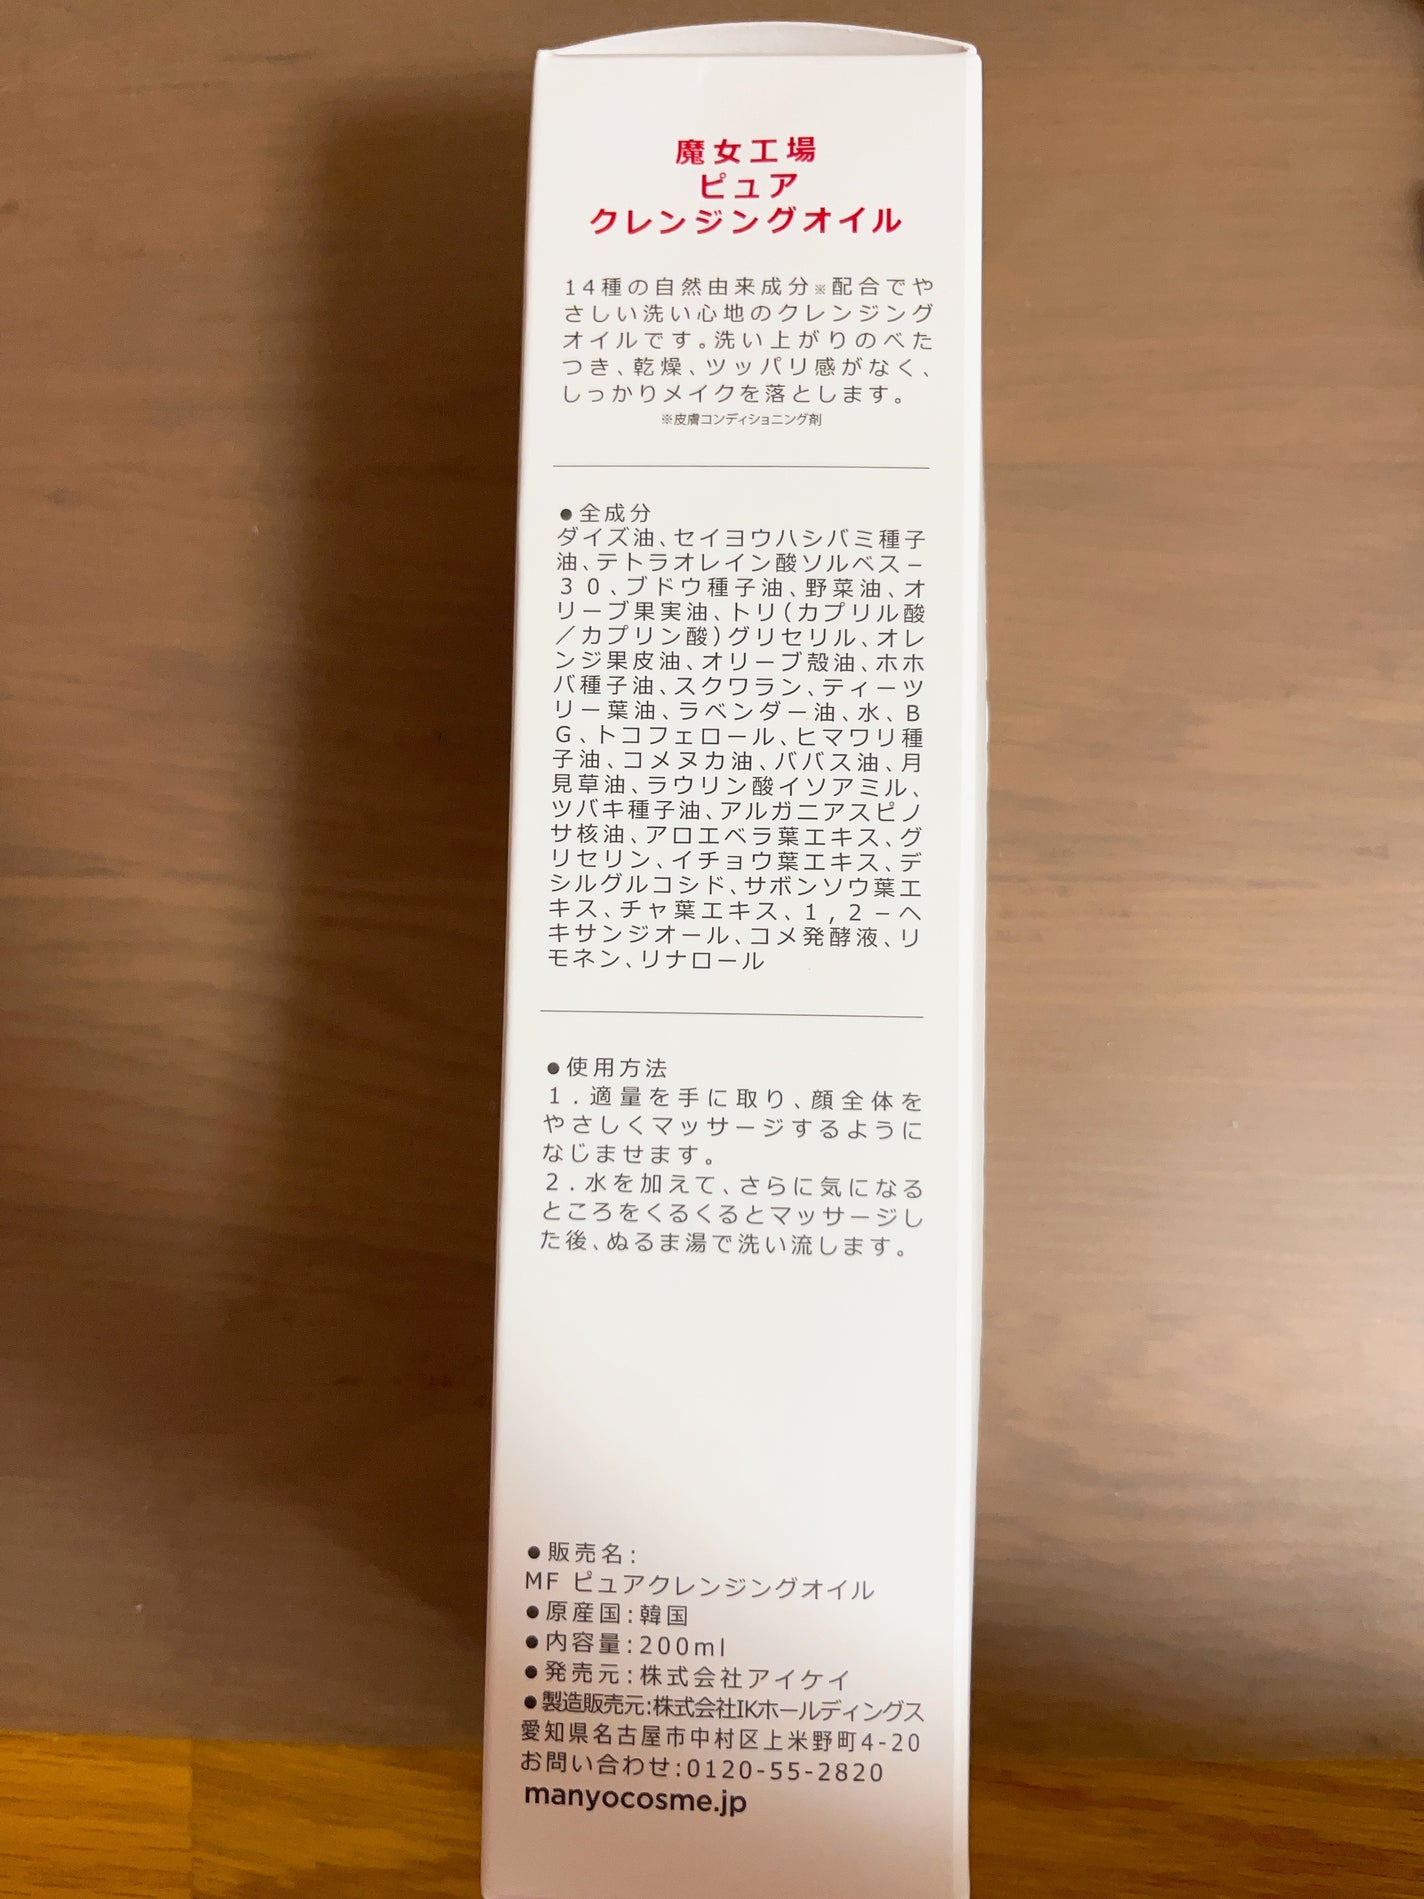 魔女工場
ピュア
クレンジングオイル
14種の自然由来成分※配合でや
さしい洗い心地のクレンジング
オイルです。洗い上がりのべた
つき、乾燥、ツッパリ感がなく、
しっかりメイクを落とします。
※皮膚コンディショニング剤
●全成分
ダイズ油、セイヨウハシバミ種子
油、テトラオレイン酸ソルベス−
30、ブドウ種子油、野菜油、オ
リーブ果実油、トリ(カプリル酸
／カプリン酸)グリセリル、オレ
ンジ果皮油、オリーブ殻油、ホホ
バ種子油、スクワラン、ティーツ
リー葉油、ラベンダー油、水、B
G、トコフェロール、ヒマワリ種
子油、コメヌカ油、ババス油、月
見草油、ラウリン酸イソアミル、
ツバキ種子油、アルガニアスピノ
サ核油、アロエベラ葉エキス、グ
リセリン、イチョウ葉エキス、デ
シルグルコシド、サボンソウ葉エ
キス、チャ葉エキス、1,2−ヘ
キサンジオール、コメ発酵液、リ
モネン、リナロール
●使用方法
1.適量を手に取り、顔全体を
やさしくマッサージするように
なじませます。
2.水を加えて、さらに気になる
ところをくるくるとマッサージし
た後、ぬるま湯で洗い流します。
●販売名:
MF ピュアクレンジングオイル
●原産国:韓国
●内容量:200ml
●発売元:株式会社アイケイ
●製造販売元:株式会社IKホールディングス
愛知県名古屋市中村区上米野町4-20
お問い合わせ:0120-55-2820
manyocosme.jp